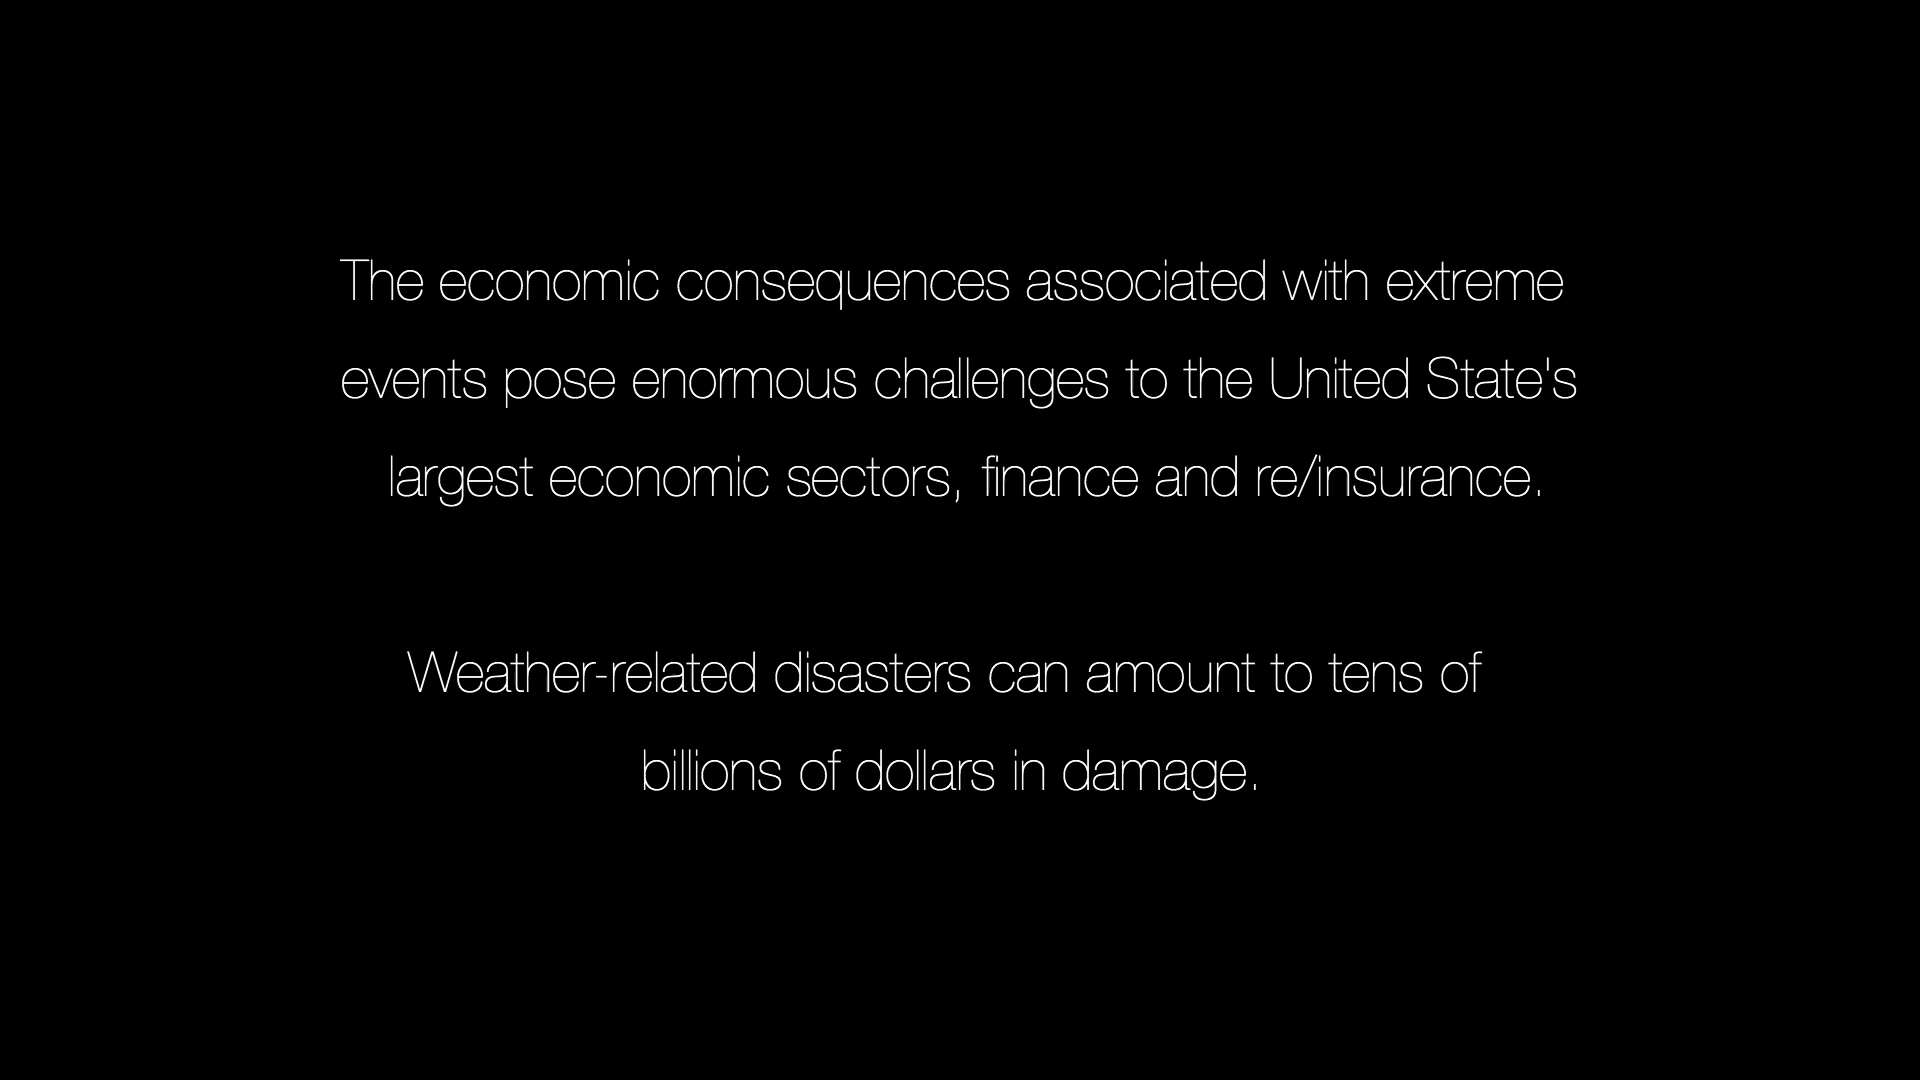 The economic consequences associated with extreme
events pose enormous challenges to the United State's
largest economic sectors, finance and re/insurance.
Weather-related disasters can amount to tens of
billions of dollars in damage.